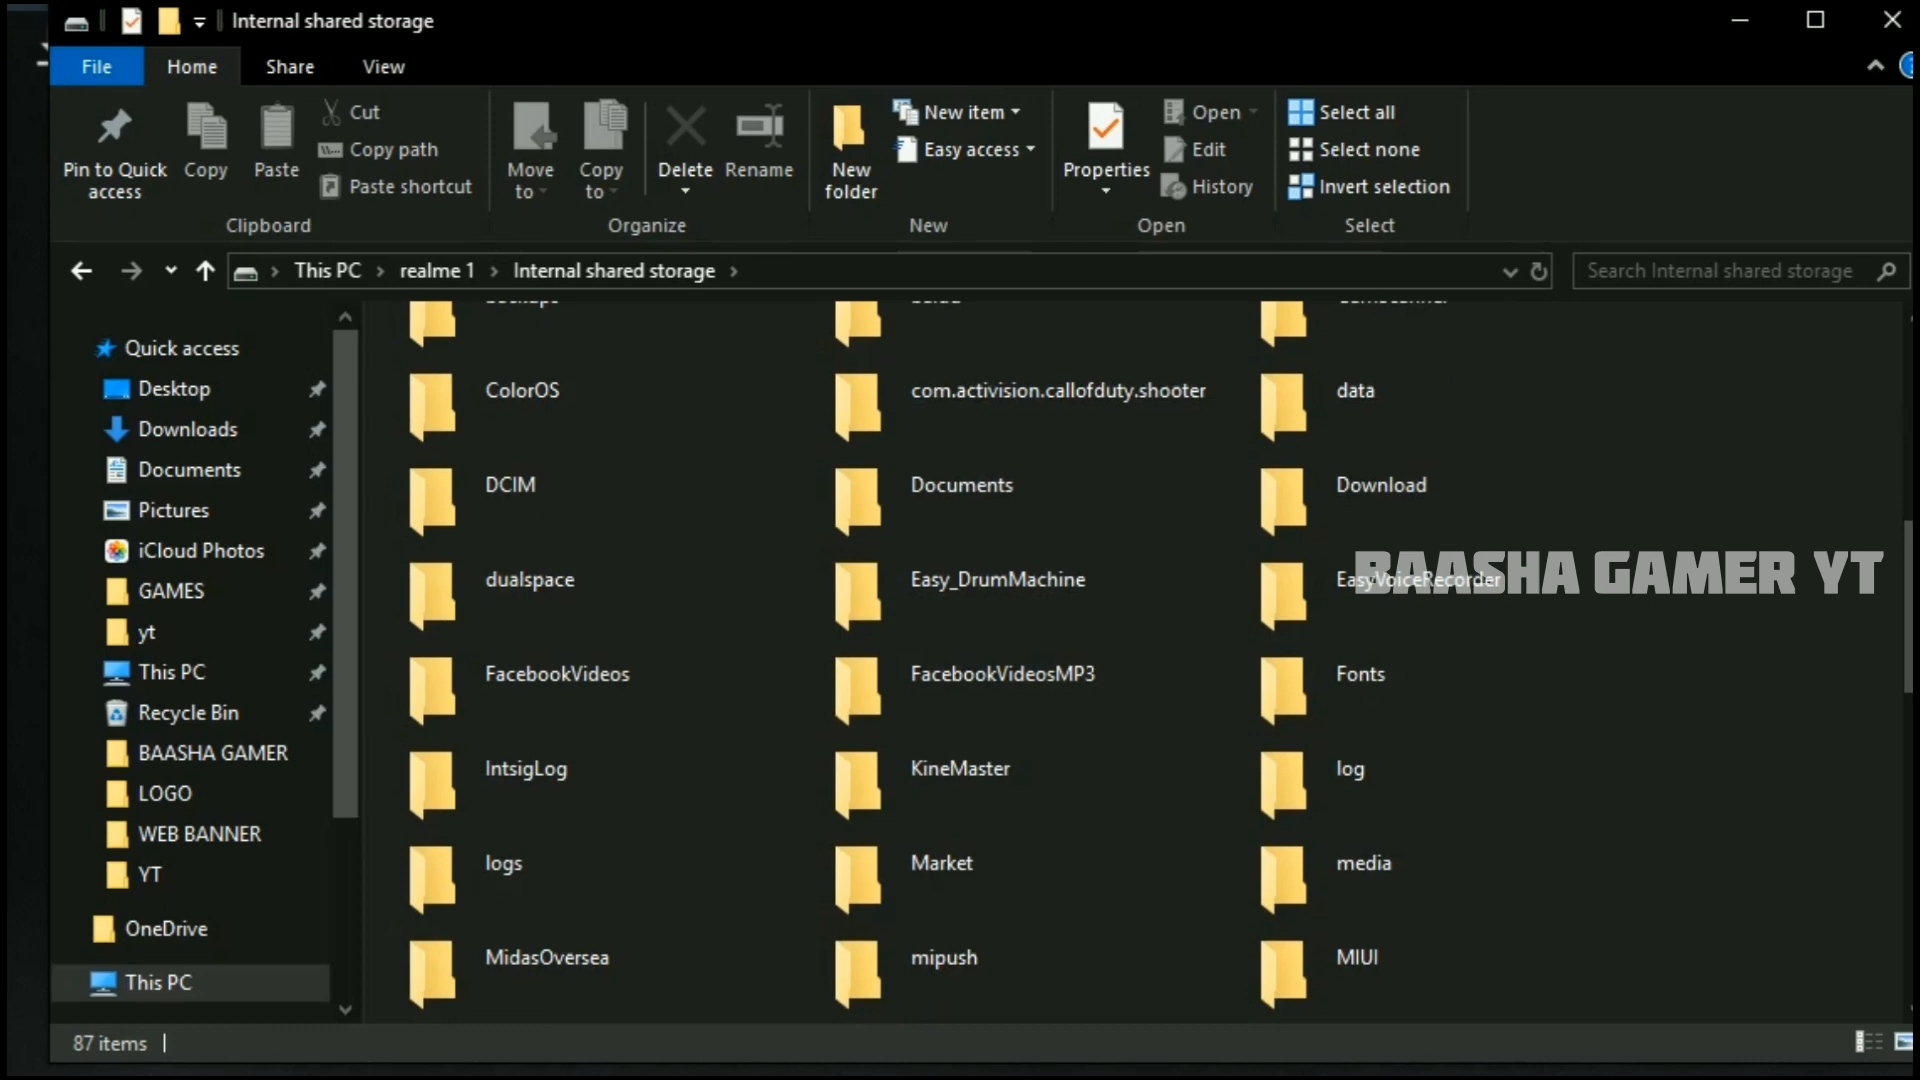 Internal shared storage
File Home Share View
Pin to Quick access
Copy
Paste
Cut
Copy path
Paste shortcut
Clipboard
Move to
Copy to
Delete
Rename
Organize
New folder
New item
Easy access
New
Properties
Open
Edit
History
Open
Select all
Select none
Invert selection
Select
This PC > realme 1 > Internal shared storage >
Search Internal shared storage
Quick access
Desktop
Downloads
Documents
Pictures
iCloud Photos
GAMES
yt
This PC
Recycle Bin
BAASHA GAMER
LOGO
WEB BANNER
YT
OneDrive
This PC
ColorOS
com.activision.callofduty.shooter
data
DCIM
Documents
Download
dualspace
Easy_DrumMachine
EasyVoiceRecorder
BAASHA GAMER YT
FacebookVideos
FacebookVideosMP3
Fonts
IntsigLog
KineMaster
log
logs
Market
media
MidasOversea
mipush
MIUI
87 items